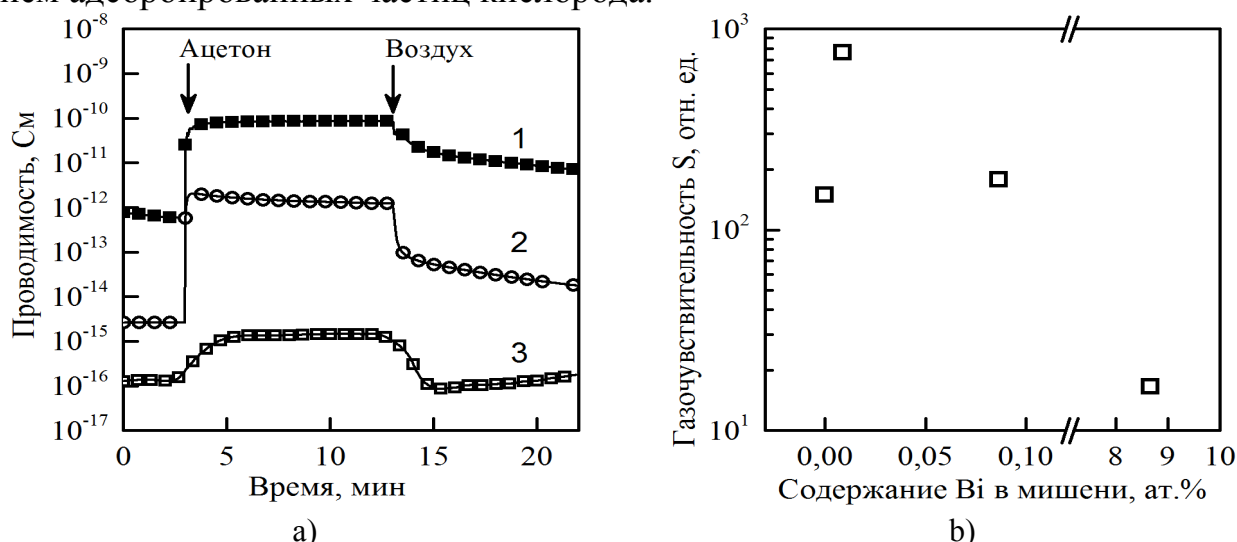 нием адсорбированных частиц кислорода.
10⁻⁸
10⁻⁹
10⁻¹⁰
10⁻¹¹
10⁻¹²
10⁻¹³
10⁻¹⁴
10⁻¹⁵
10⁻¹⁶
10⁻¹⁷
Проводимость, См
Ацетон
Воздух
1
2
3
0 5 10 15 20
Время, мин
a)
10³
10²
10¹
Газочувствительность S, отн. ед.
0,00 0,05 0,10 8 9 10
Содержание Bi в мишени, ат.%
b)